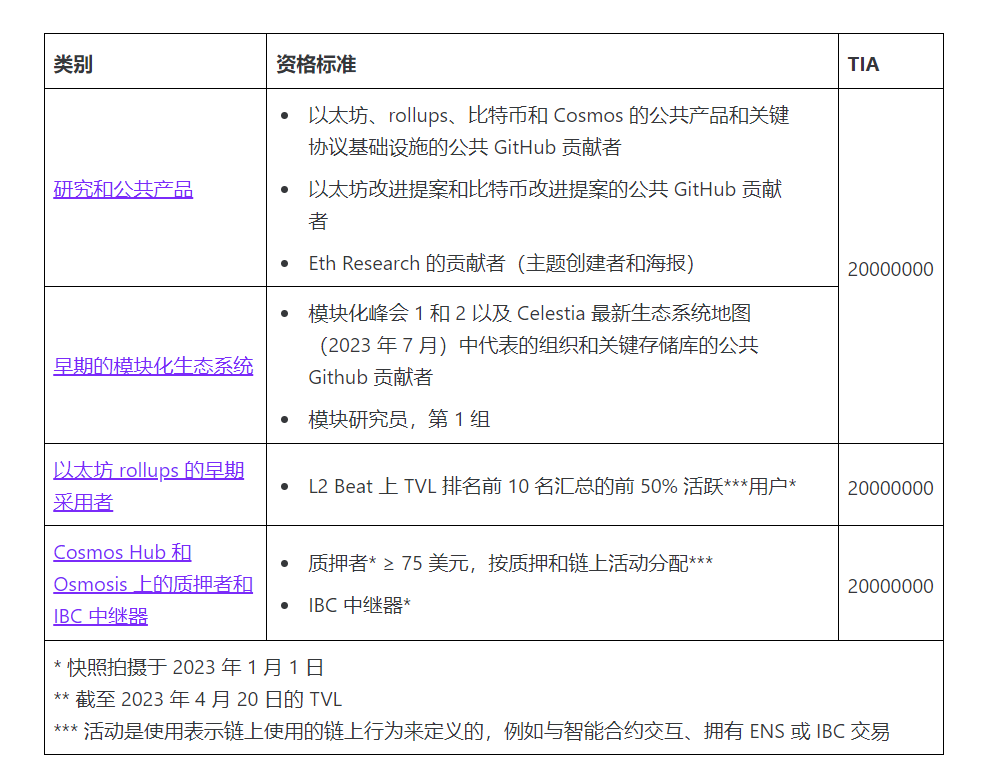 类别
资格标准
TIA
研究和公共产品
以太坊、rollups、比特币和 Cosmos 的公共产品和关键
协议基础设施的公共 GitHub 贡献者
以太坊改进提案和比特币改进提案的公共 GitHub 贡献
者
Eth Research 的贡献者（主题创建者和海报）
20000000
早期的模块化生态系统
模块化峰会 1 和 2 以及 Celestia 最新生态系统地图
（2023 年 7 月）中代表的组织和关键存储库的公共
Github 贡献者
模块研究员，第 1 组
以太坊 rollups 的早期
采用者
L2 Beat 上 TVL 排名前 10 名汇总的前 50% 活跃***用户*
20000000
Cosmos Hub 和
Osmosis 上的质押者和
IBC 中继器
质押者* ≥ 75 美元，按质押和链上活动分配***
IBC 中继器*
20000000
* 快照拍摄于 2023 年 1 月 1 日
** 截至 2023 年 4 月 20 日的 TVL
*** 活动是使用表示链上使用的链上行为来定义的，例如与智能合约交互、拥有 ENS 或 IBC 交易